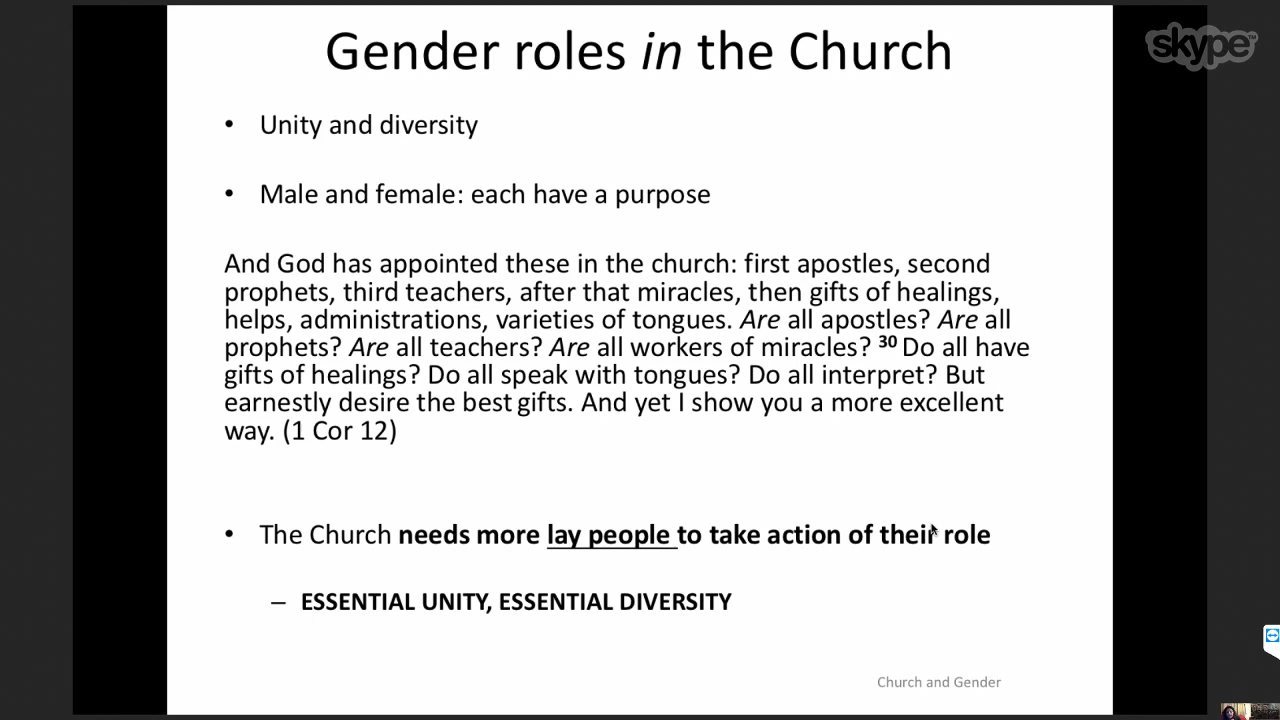 skype™
Gender roles in the Church
• Unity and diversity
• Male and female: each have a purpose
And God has appointed these in the church: first apostles, second
prophets, third teachers, after that miracles, then gifts of healings,
helps, administrations, varieties of tongues. Are all apostles? Are all
prophets? Are all teachers? Are all workers of miracles? 30 Do all have
gifts of healings? Do all speak with tongues? Do all interpret? But
earnestly desire the best gifts. And yet I show you a more excellent
way. (1 Cor 12)
• The Church needs more lay people to take action of their role
– ESSENTIAL UNITY, ESSENTIAL DIVERSITY
Church and Gender